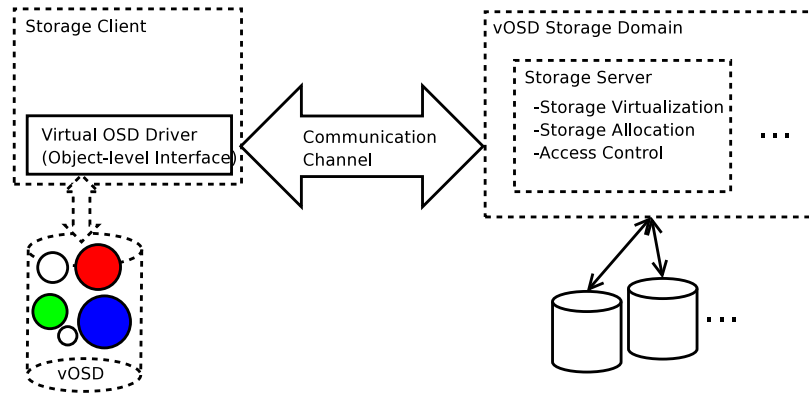 Storage Client
Virtual OSD Driver
(Object-level Interface)
vOSD
Communication
Channel
vOSD Storage Domain
Storage Server
-Storage Virtualization
-Storage Allocation
-Access Control
...
...